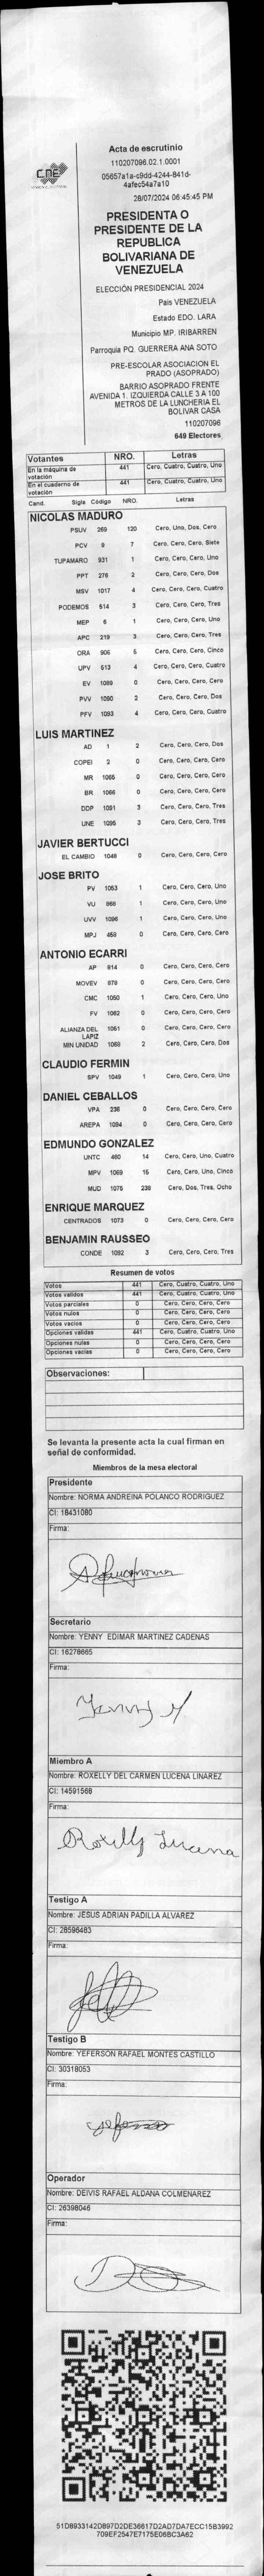 CNE
Acta de escrutinio
110207096.02.1.0001
05657a1a-c9dd-4244-841d-
4afec54a7a10
28/07/2024 06:45:45 PM
PRESIDENTA O
PRESIDENTE DE LA
REPUBLICA
BOLIVARIANA DE
VENEZUELA
ELECCIÓN PRESIDENCIAL 2024
Pais VENEZUELA
Estado EDO. LARA
Municipio MP. IRIBARREN
Parroquia PQ. GUERRERA ANA SOTO
PRE-ESCOLAR ASOCIACION EL
PRADO (ASOPRADO)
BARRIO ASOPRADO FRENTE
AVENIDA 1. IZQUIERDA CALLE 3 A 100
METROS DE LA LUNCHERIA EL
BOLIVAR CASA
110207096
649 Electores
Votantes NRO. Letras
En la máquina de votación 441 Cero, Cuatro, Cuatro, Uno
En el cuaderno de votación 441 Cero, Cuatro, Cuatro, Uno
Cand. Sigla Código NRO. Letras
NICOLAS MADURO
PSUV 269 120 Cero, Uno, Dos, Cero
PCV 9 7 Cero, Cero, Cero, Siete
TUPAMARO 931 1 Cero, Cero, Cero, Uno
PPT 276 2 Cero, Cero, Cero, Dos
MSV 1017 4 Cero, Cero, Cero, Cuatro
PODEMOS 514 3 Cero, Cero, Cero, Tres
MEP 6 1 Cero, Cero, Cero, Uno
APC 219 3 Cero, Cero, Cero, Tres
ORA 906 5 Cero, Cero, Cero, Cinco
UPV 513 4 Cero, Cero, Cero, Cuatro
EV 1089 0 Cero, Cero, Cero, Cero
PVV 1090 2 Cero, Cero, Cero, Dos
PFV 1093 4 Cero, Cero, Cero, Cuatro
LUIS MARTINEZ
AD 1 2 Cero, Cero, Cero, Dos
COPEI 2 0 Cero, Cero, Cero, Cero
MR 1065 0 Cero, Cero, Cero, Cero
BR 1066 0 Cero, Cero, Cero, Cero
DDP 1091 3 Cero, Cero, Cero, Tres
UNE 1095 3 Cero, Cero, Cero, Tres
JAVIER BERTUCCI
EL CAMBIO 1048 0 Cero, Cero, Cero, Cero
JOSE BRITO
PV 1053 1 Cero, Cero, Cero, Uno
VU 868 1 Cero, Cero, Cero, Uno
UVV 1096 1 Cero, Cero, Cero, Uno
MPJ 458 0 Cero, Cero, Cero, Cero
ANTONIO ECARRI
AP 814 0 Cero, Cero, Cero, Cero
MOVEV 878 0 Cero, Cero, Cero, Cero
CMC 1050 1 Cero, Cero, Cero, Uno
FV 1062 0 Cero, Cero, Cero, Cero
ALIANZA DEL LAPIZ 1051 0 Cero, Cero, Cero, Cero
MIN UNIDAD 1068 2 Cero, Cero, Cero, Dos
CLAUDIO FERMIN
SPV 1049 1 Cero, Cero, Cero, Uno
DANIEL CEBALLOS
VPA 236 0 Cero, Cero, Cero, Cero
AREPA 1094 0 Cero, Cero, Cero, Cero
EDMUNDO GONZALEZ
UNTC 480 14 Cero, Cero, Uno, Cuatro
MPV 1069 15 Cero, Cero, Uno, Cinco
MUD 1075 238 Cero, Dos, Tres, Ocho
ENRIQUE MARQUEZ
CENTRADOS 1073 0 Cero, Cero, Cero, Cero
BENJAMIN RAUSSEO
CONDE 1092 3 Cero, Cero, Cero, Tres
Resumen de votos
Votos 441 Cero, Cuatro, Cuatro, Uno
Votos validos 441 Cero, Cuatro, Cuatro, Uno
Votos parciales 0 Cero, Cero, Cero, Cero
Votos nulos 0 Cero, Cero, Cero, Cero
Votos vacios 0 Cero, Cero, Cero, Cero
Opciones validas 441 Cero, Cuatro, Cuatro, Uno
Opciones nulas 0 Cero, Cero, Cero, Cero
Opciones vacias 0 Cero, Cero, Cero, Cero
Observaciones:
Se levanta la presente acta la cual firman en
señal de conformidad.
Miembros de la mesa electoral
Presidente
Nombre: NORMA ANDREINA POLANCO RODRIGUEZ
CI: 18431080
Firma:
Secretario
Nombre: YENNY EDIMAR MARTINEZ CADENAS
CI: 16278665
Firma:
Yenny M
Miembro A
Nombre: ROXELLY DEL CARMEN LUCENA LINAREZ
CI: 14591568
Firma:
Roxelly Lucena
Testigo A
Nombre: JESUS ADRIAN PADILLA ALVAREZ
CI: 28596483
Firma:
Testigo B
Nombre: YEFERSON RAFAEL MONTES CASTILLO
CI: 30318053
Firma:
Operador
Nombre: DEIVIS RAFAEL ALDANA COLMENAREZ
CI: 26398046
Firma:
51D8933142D897D2DE36617D2AD7DA7ECC15B3992
709EF2547E7175E06BC3A62